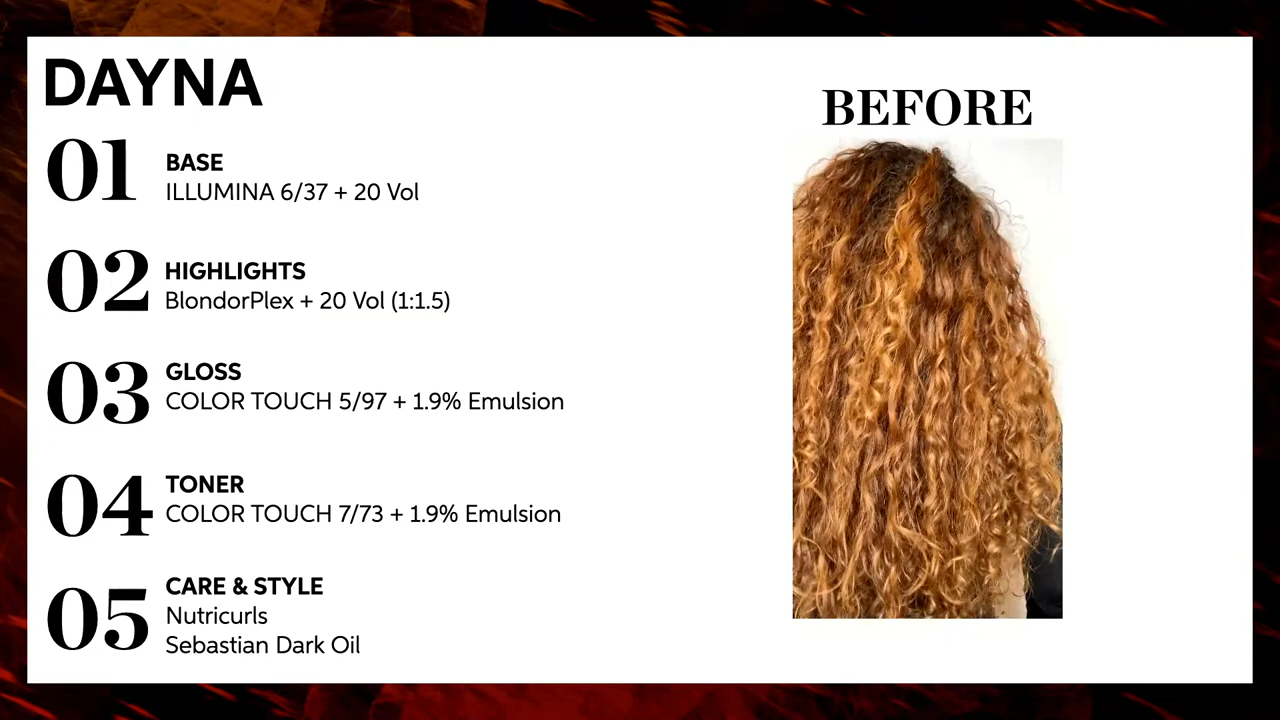 DAYNA
01
BASE
ILLUMINA 6/37 + 20 Vol
02
HIGHLIGHTS
BlondorPlex + 20 Vol (1:1.5)
03
GLOSS
COLOR TOUCH 5/97 + 1.9% Emulsion
04
TONER
COLOR TOUCH 7/73 + 1.9% Emulsion
05
CARE & STYLE
Nutricurls
Sebastian Dark Oil
BEFORE